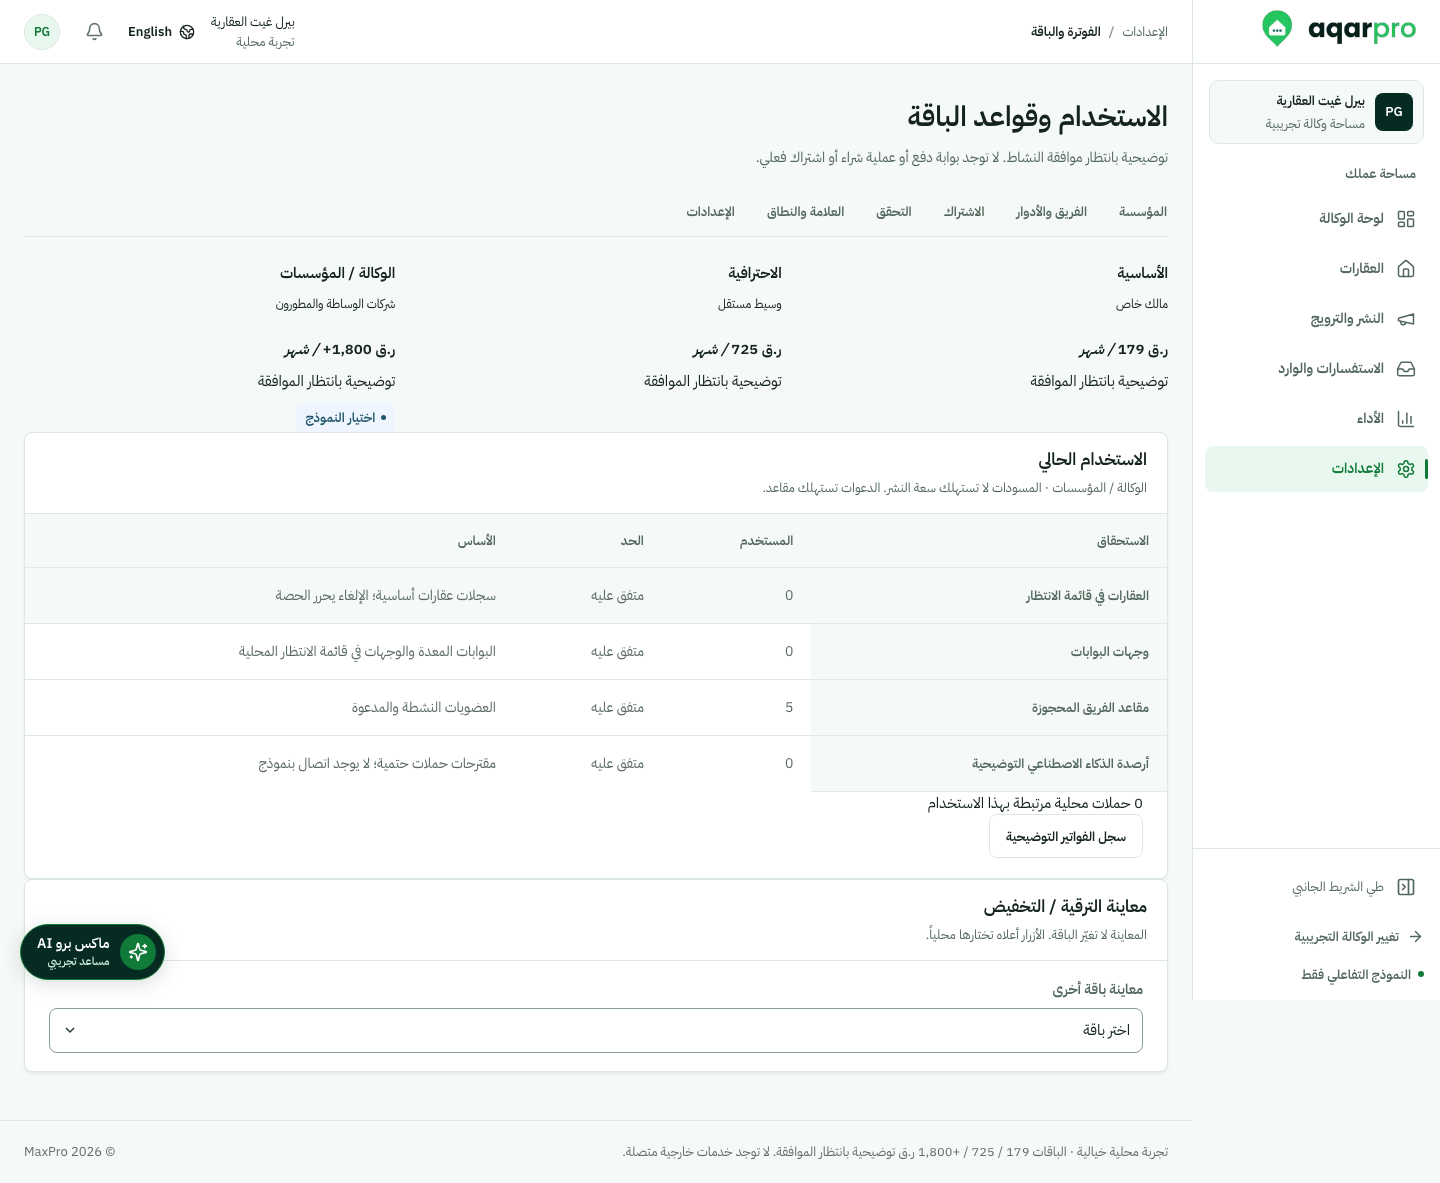 aqarpro
PG
بيرل غيت العقارية
مساحة وكالة تجريبية
مساحة عملك
لوحة الوكالة
العقارات
النشر والترويج
الاستفسارات والوارد
الأداء
الإعدادات
طي الشريط الجانبي
تغيير الوكالة التجريبية
النموذج التفاعلي فقط
الإعدادات / الفوترة والباقة
بيرل غيت العقارية
تجربة محلية
English
PG
الاستخدام وقواعد الباقة
توضيحية بانتظار موافقة النشاط. لا توجد بوابة دفع أو عملية شراء أو اشتراك فعلي.
المؤسسة الفريق والأدوار الاشتراك التحقق العلامة والنطاق الإعدادات
الأساسية
مالك خاص
ر.ق 179 / شهر
توضيحية بانتظار الموافقة
الاحترافية
وسيط مستقل
ر.ق 725 / شهر
توضيحية بانتظار الموافقة
الوكالة / المؤسسات
شركات الوساطة والمطورون
ر.ق 1,800+ / شهر
توضيحية بانتظار الموافقة
اختيار النموذج
الاستخدام الحالي
الوكالة / المؤسسات · المسودات لا تستهلك سعة النشر. الدعوات تستهلك مقاعد.
الاستحقاق المستخدم الحد الأساس
العقارات في قائمة الانتظار 0 متفق عليه سجلات عقارات أساسية؛ الإلغاء يحرر الحصة
وجهات البوابات 0 متفق عليه البوابات المعدة والوجهات في قائمة الانتظار المحلية
مقاعد الفريق المحجوزة 5 متفق عليه العضويات النشطة والمدعوة
أرصدة الذكاء الاصطناعي التوضيحية 0 متفق عليه مقترحات حملات حتمية؛ لا يوجد اتصال بنموذج
0 حملات محلية مرتبطة بهذا الاستخدام
سجل الفواتير التوضيحية
معاينة الترقية / التخفيض
المعاينة لا تغيّر الباقة. الأزرار أعلاه تختارها محلياً.
معاينة باقة أخرى
اختر باقة
ماكس برو AI
مساعد تجريبي
تجربة محلية خيالية · الباقات 179 / 725 / +1,800 ر.ق توضيحية بانتظار الموافقة. لا توجد خدمات خارجية متصلة.
© 2026 MaxPro